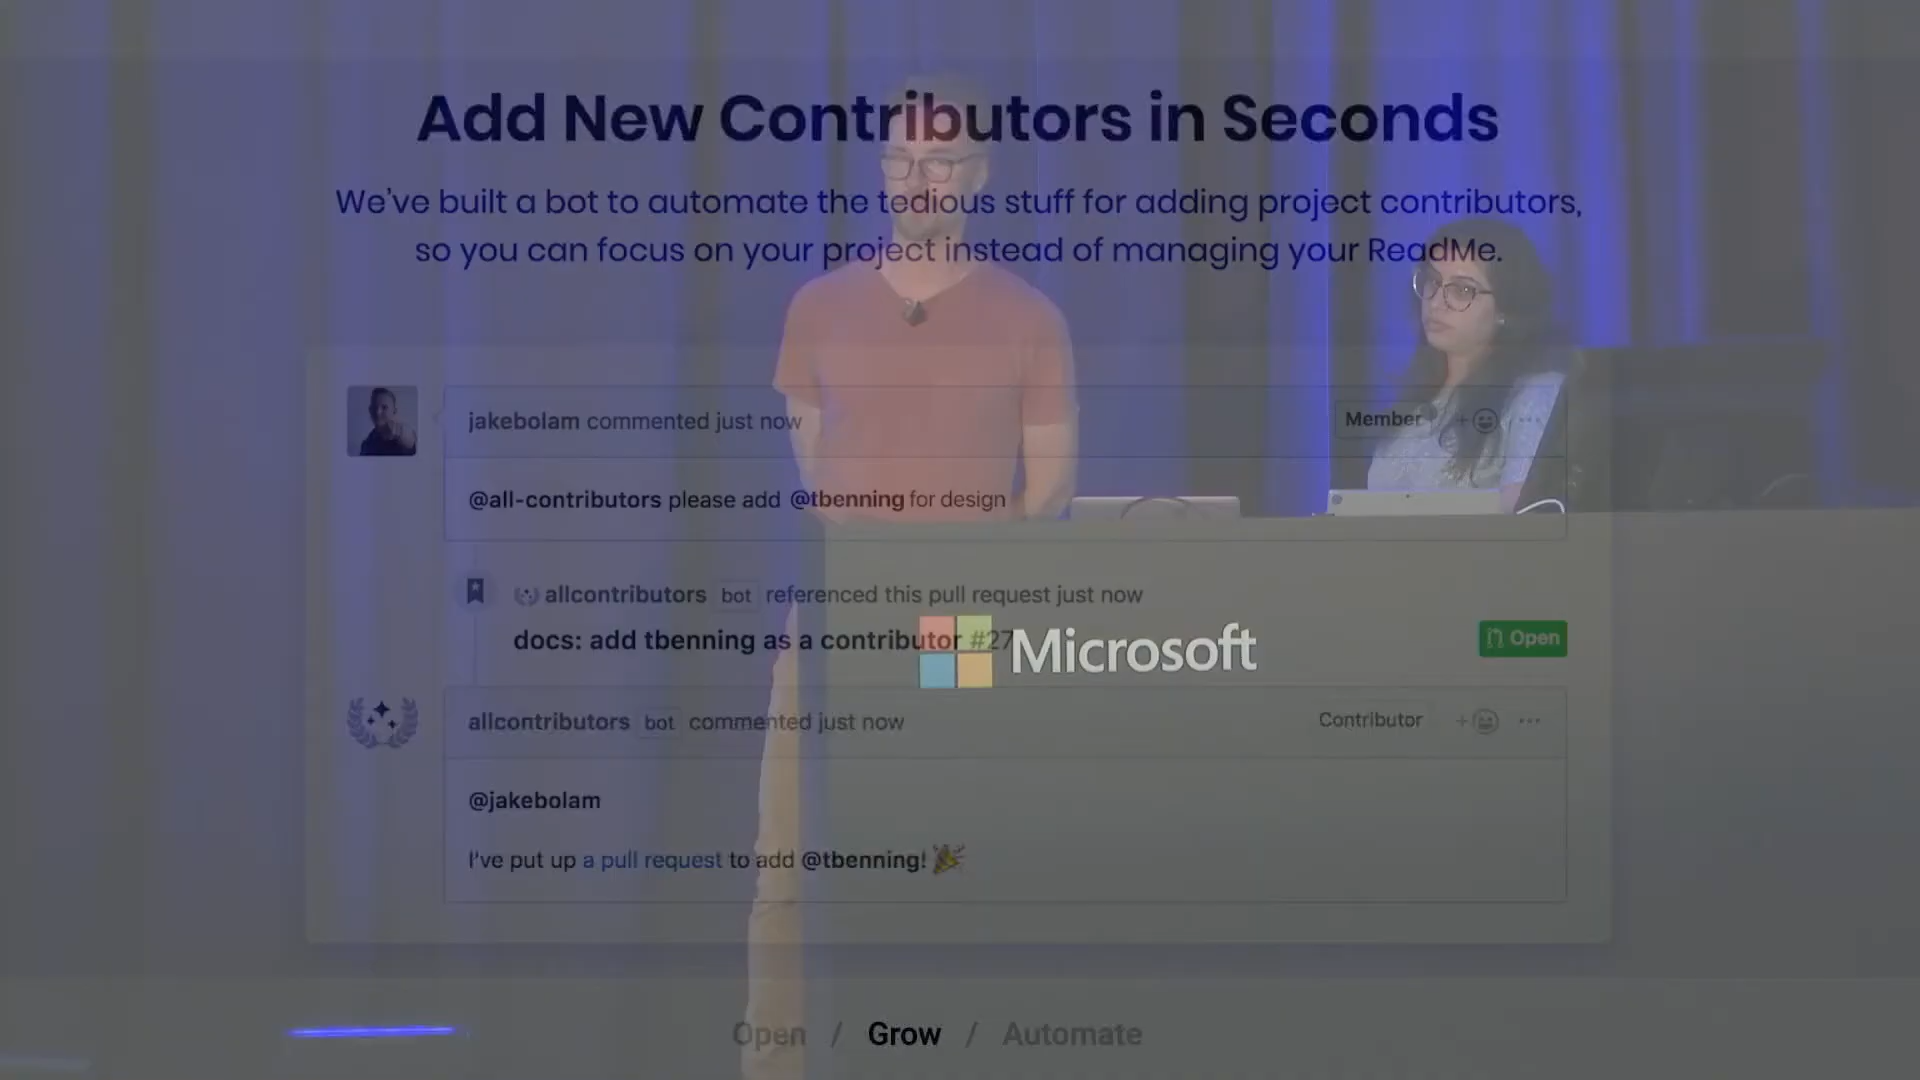 Add New Contributors in Seconds
We've built a bot to automate the tedious stuff for adding project contributors,
so you can focus on your project instead of managing your ReadMe.
jakebolam commented just now
Member
@all-contributors please add @tbenning for design
allcontributors bot referenced this pull request just now
docs: add tbenning as a contributor #27
Open
Microsoft
allcontributors bot commented just now
Contributor
@jakebolam
I've put up a pull request to add @tbenning!
Open / Grow / Automate